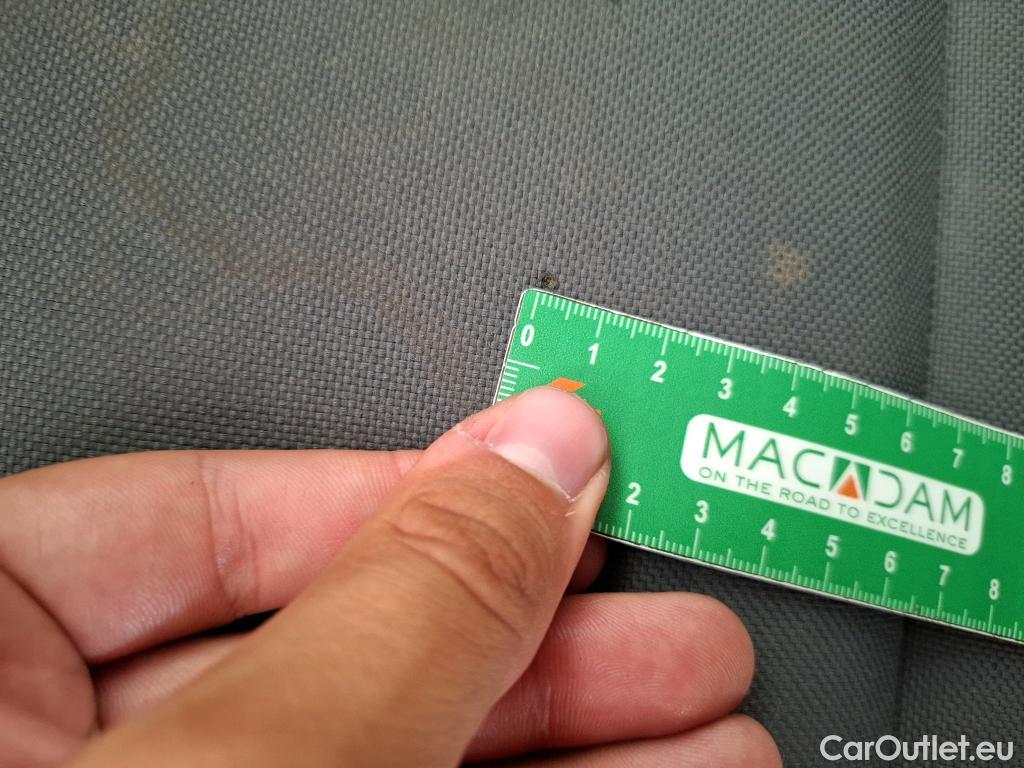 0 1 2 3 4 5 6 7 8
MACADAM
ON THE ROAD TO EXCELLENCE
2 3 4 5 6 7 8
CarOutlet.eu